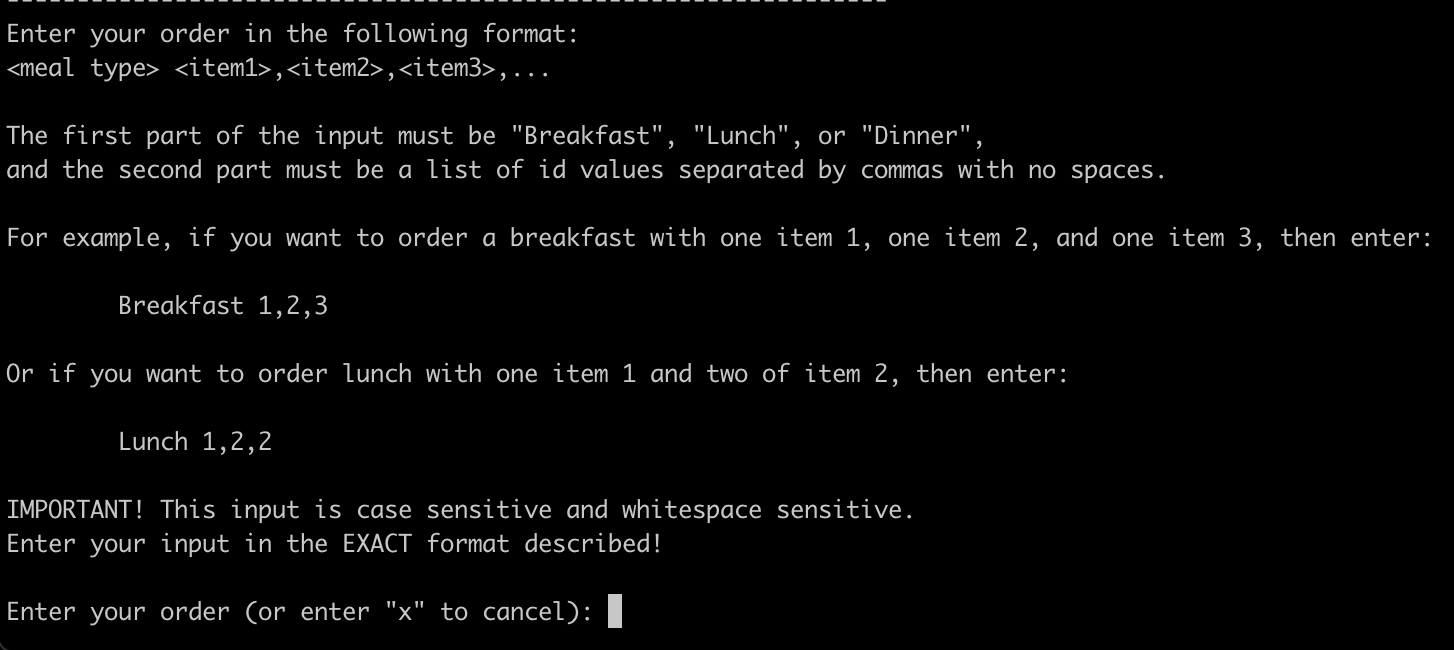 Enter your order in the following format:
<meal type> <item1>,<item2>,<item3>,...
The first part of the input must be "Breakfast", "Lunch", or "Dinner",
and the second part must be a list of id values separated by commas with no spaces.
For example, if you want to order a breakfast with one item 1, one item 2, and one item 3, then enter:
Breakfast 1,2,3
Or if you want to order lunch with one item 1 and two of item 2, then enter:
Lunch 1,2,2
IMPORTANT! This input is case sensitive and whitespace sensitive.
Enter your input in the EXACT format described!
Enter your order (or enter "x" to cancel):